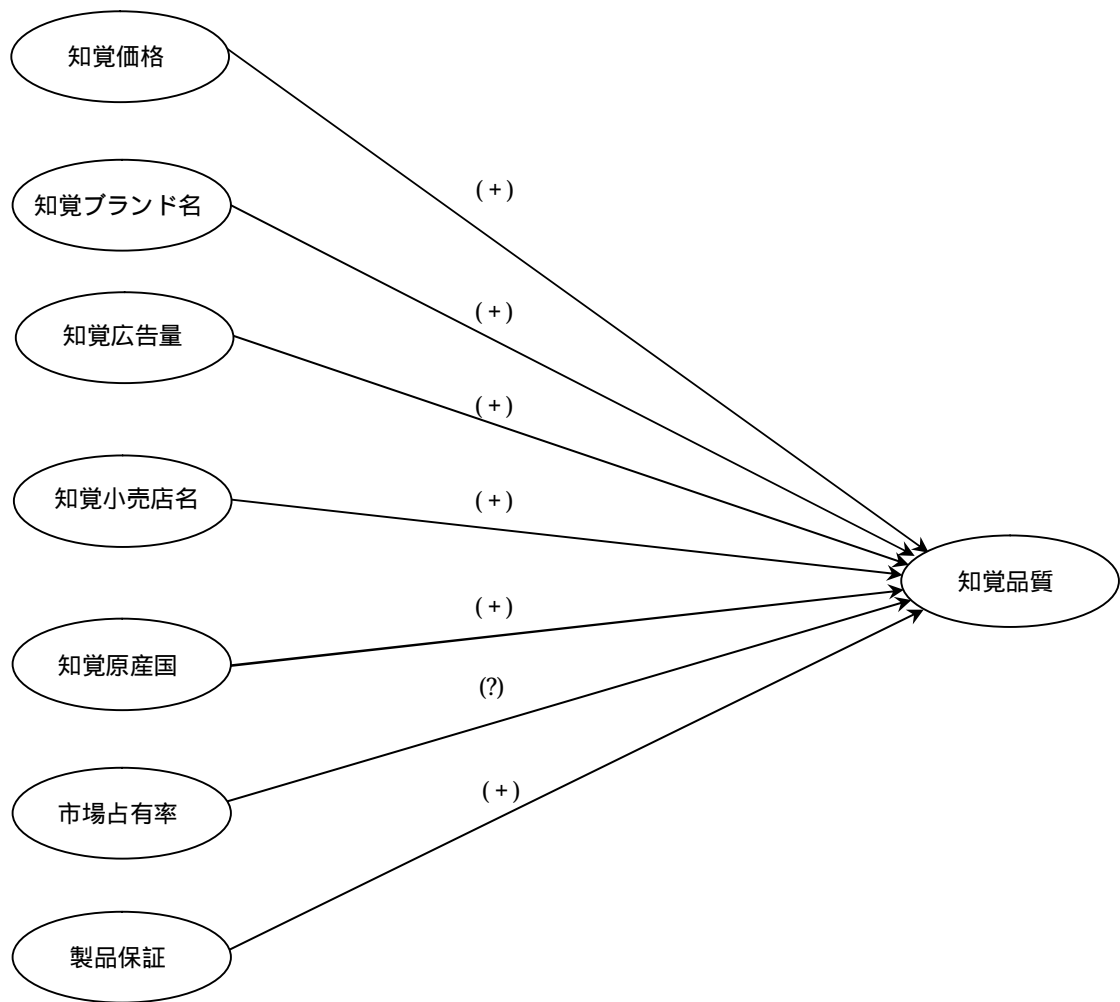 知覚価格
( + )
知覚ブランド名
( + )
知覚広告量
( + )
知覚小売店名
( + )
知覚品質
( + )
知覚原産国
(?)
市場占有率
( + )
製品保証